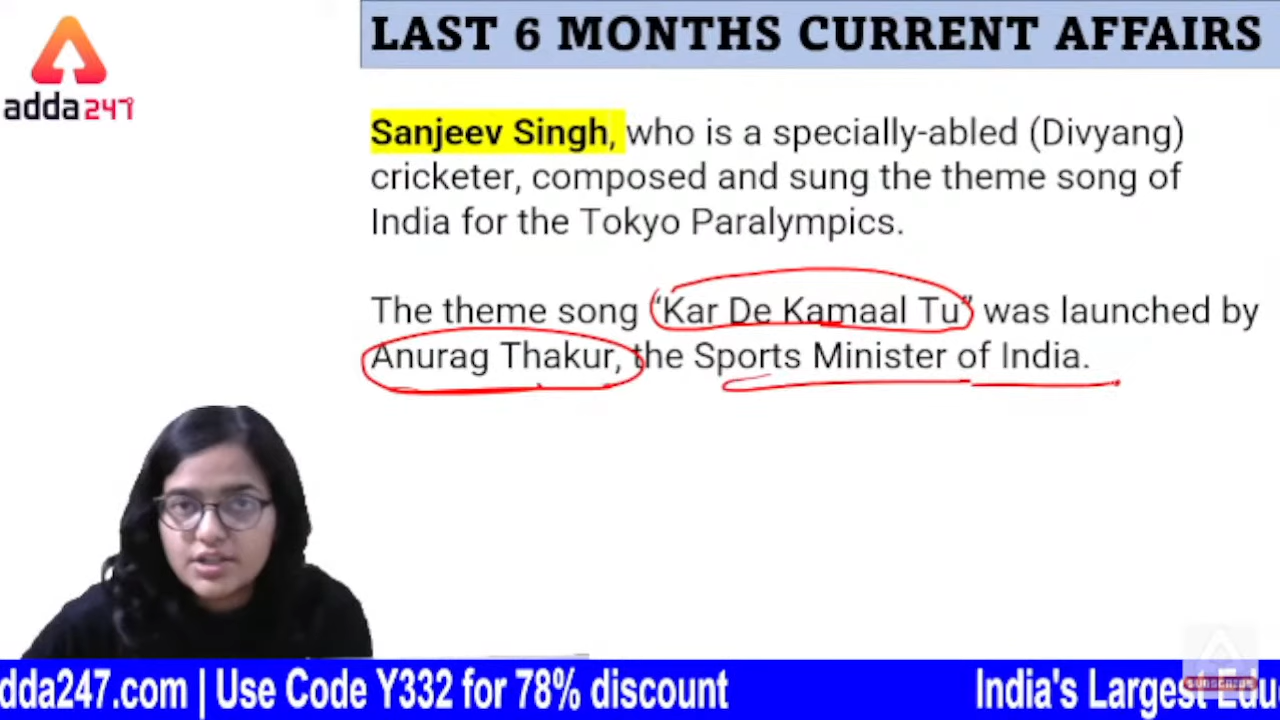 LAST 6 MONTHS CURRENT AFFAIRS
adda247
Sanjeev Singh, who is a specially-abled (Divyang)
cricketer, composed and sung the theme song of
India for the Tokyo Paralympics.
The theme song “Kar De Kamaal Tu” was launched by
Anurag Thakur, the Sports Minister of India.
SUBSCRIBE
dda247.com | Use Code Y332 for 78% discount
India's Largest Edu